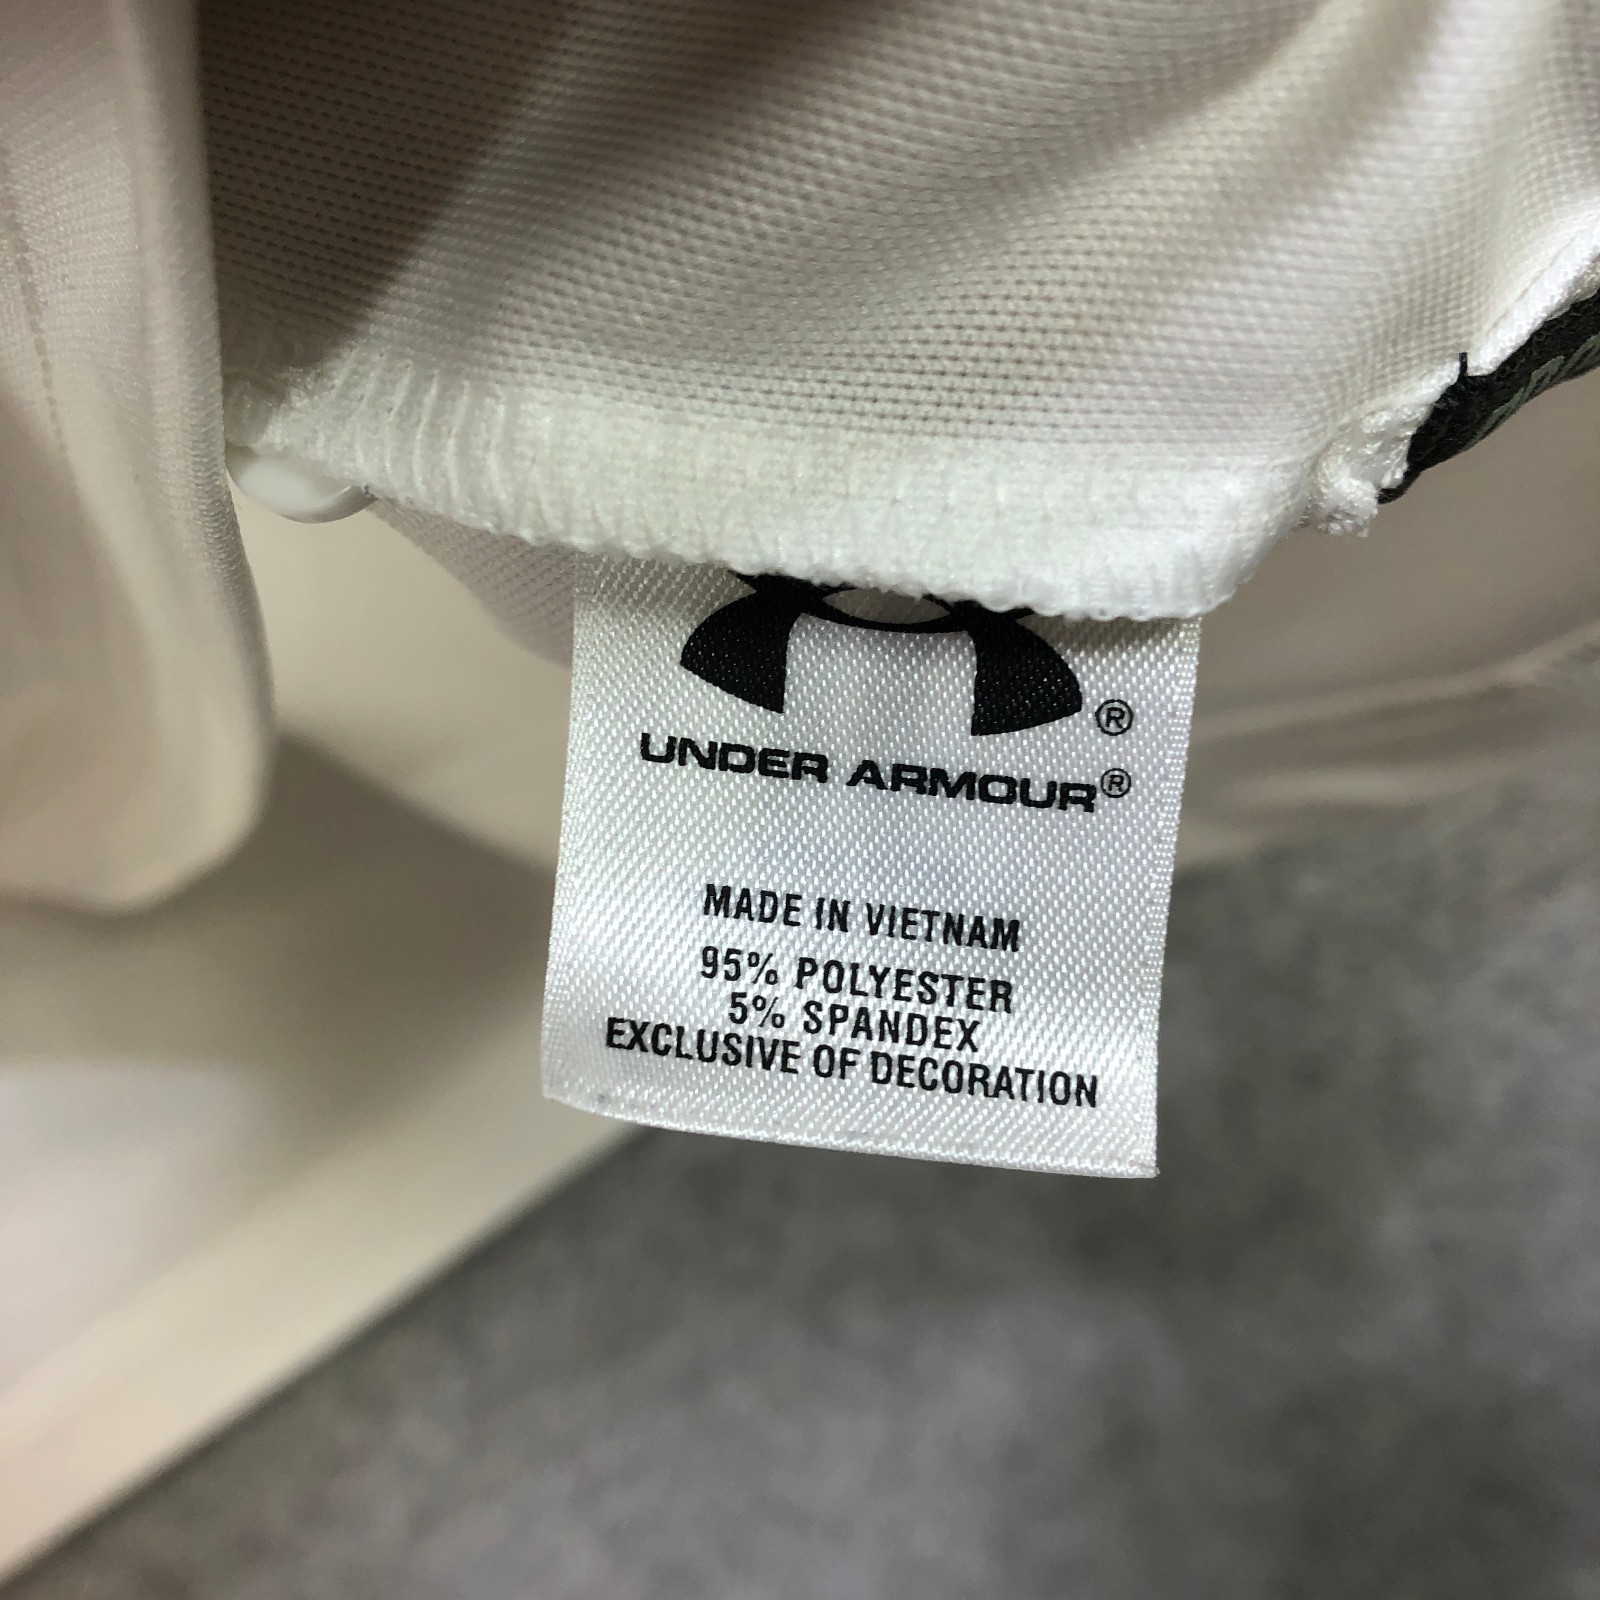 ®
UNDER ARMOUR®
MADE IN VIETNAM
95% POLYESTER
5% SPANDEX
EXCLUSIVE OF DECORATION